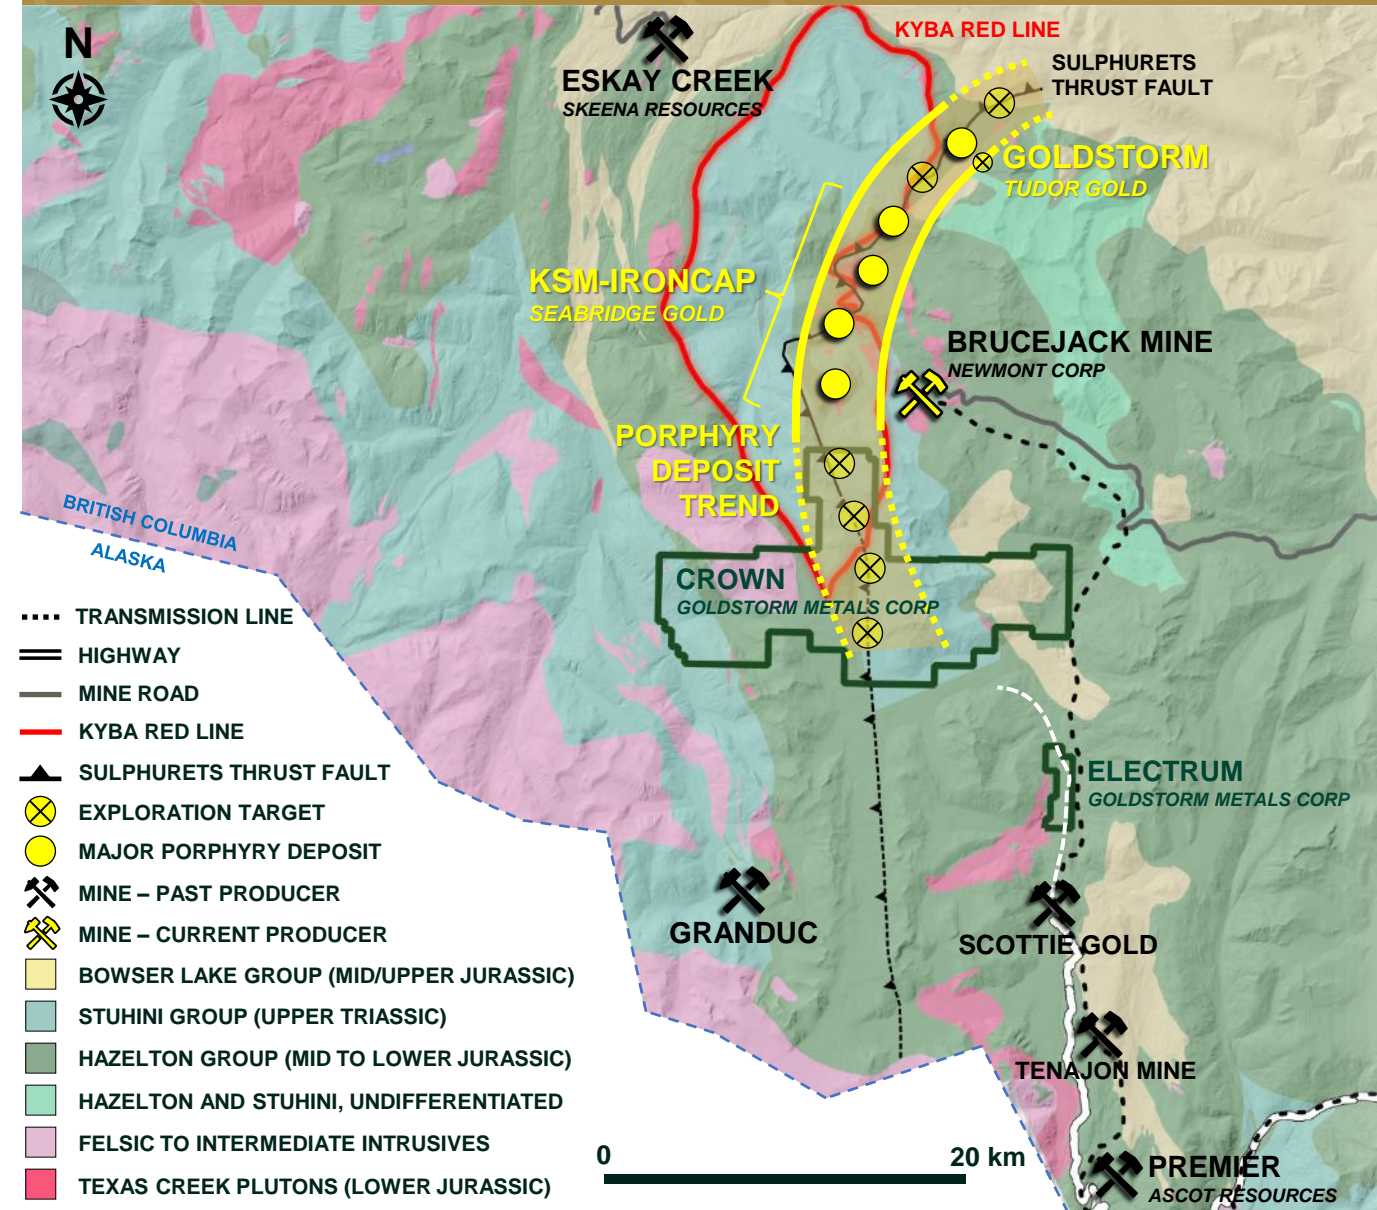 N
KYBA RED LINE
SULPHURETS
THRUST FAULT
ESKAY CREEK
SKEENA RESOURCES
GOLDSTORM
TUDOR GOLD
KSM-IRONCAP
SEABRIDGE GOLD
BRUCEJACK MINE
NEWMONT CORP
PORPHYRY
DEPOSIT
TREND
BRITISH COLUMBIA
ALASKA
CROWN
GOLDSTORM METALS CORP
ELECTRUM
GOLDSTORM METALS CORP
GRANDUC
SCOTTIE GOLD
TENAJON MINE
PREMIER
ASCOT RESOURCES
TRANSMISSION LINE
HIGHWAY
MINE ROAD
KYBA RED LINE
SULPHURETS THRUST FAULT
EXPLORATION TARGET
MAJOR PORPHYRY DEPOSIT
MINE – PAST PRODUCER
MINE – CURRENT PRODUCER
BOWSER LAKE GROUP (MID/UPPER JURASSIC)
STUHINI GROUP (UPPER TRIASSIC)
HAZELTON GROUP (MID TO LOWER JURASSIC)
HAZELTON AND STUHINI, UNDIFFERENTIATED
FELSIC TO INTERMEDIATE INTRUSIVES
TEXAS CREEK PLUTONS (LOWER JURASSIC)
0 20 km